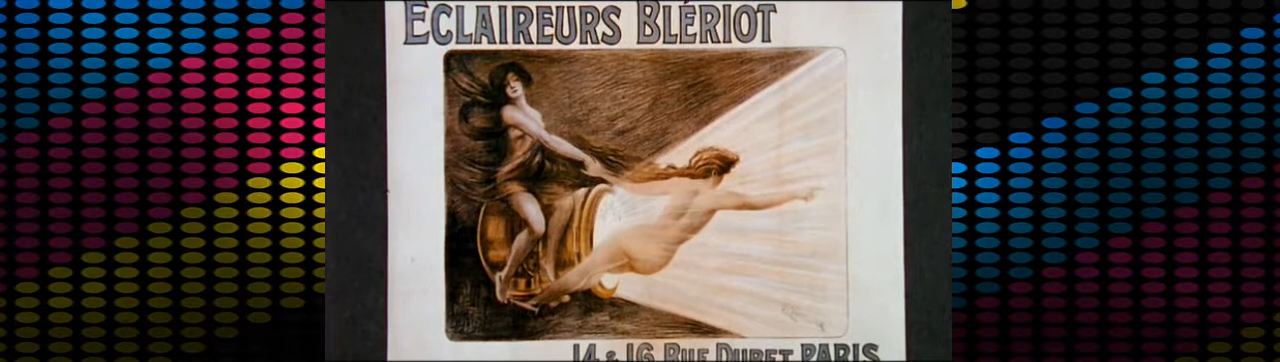 ECLAIREURS BLÉRIOT
14 & 16 RUE DURET PARIS